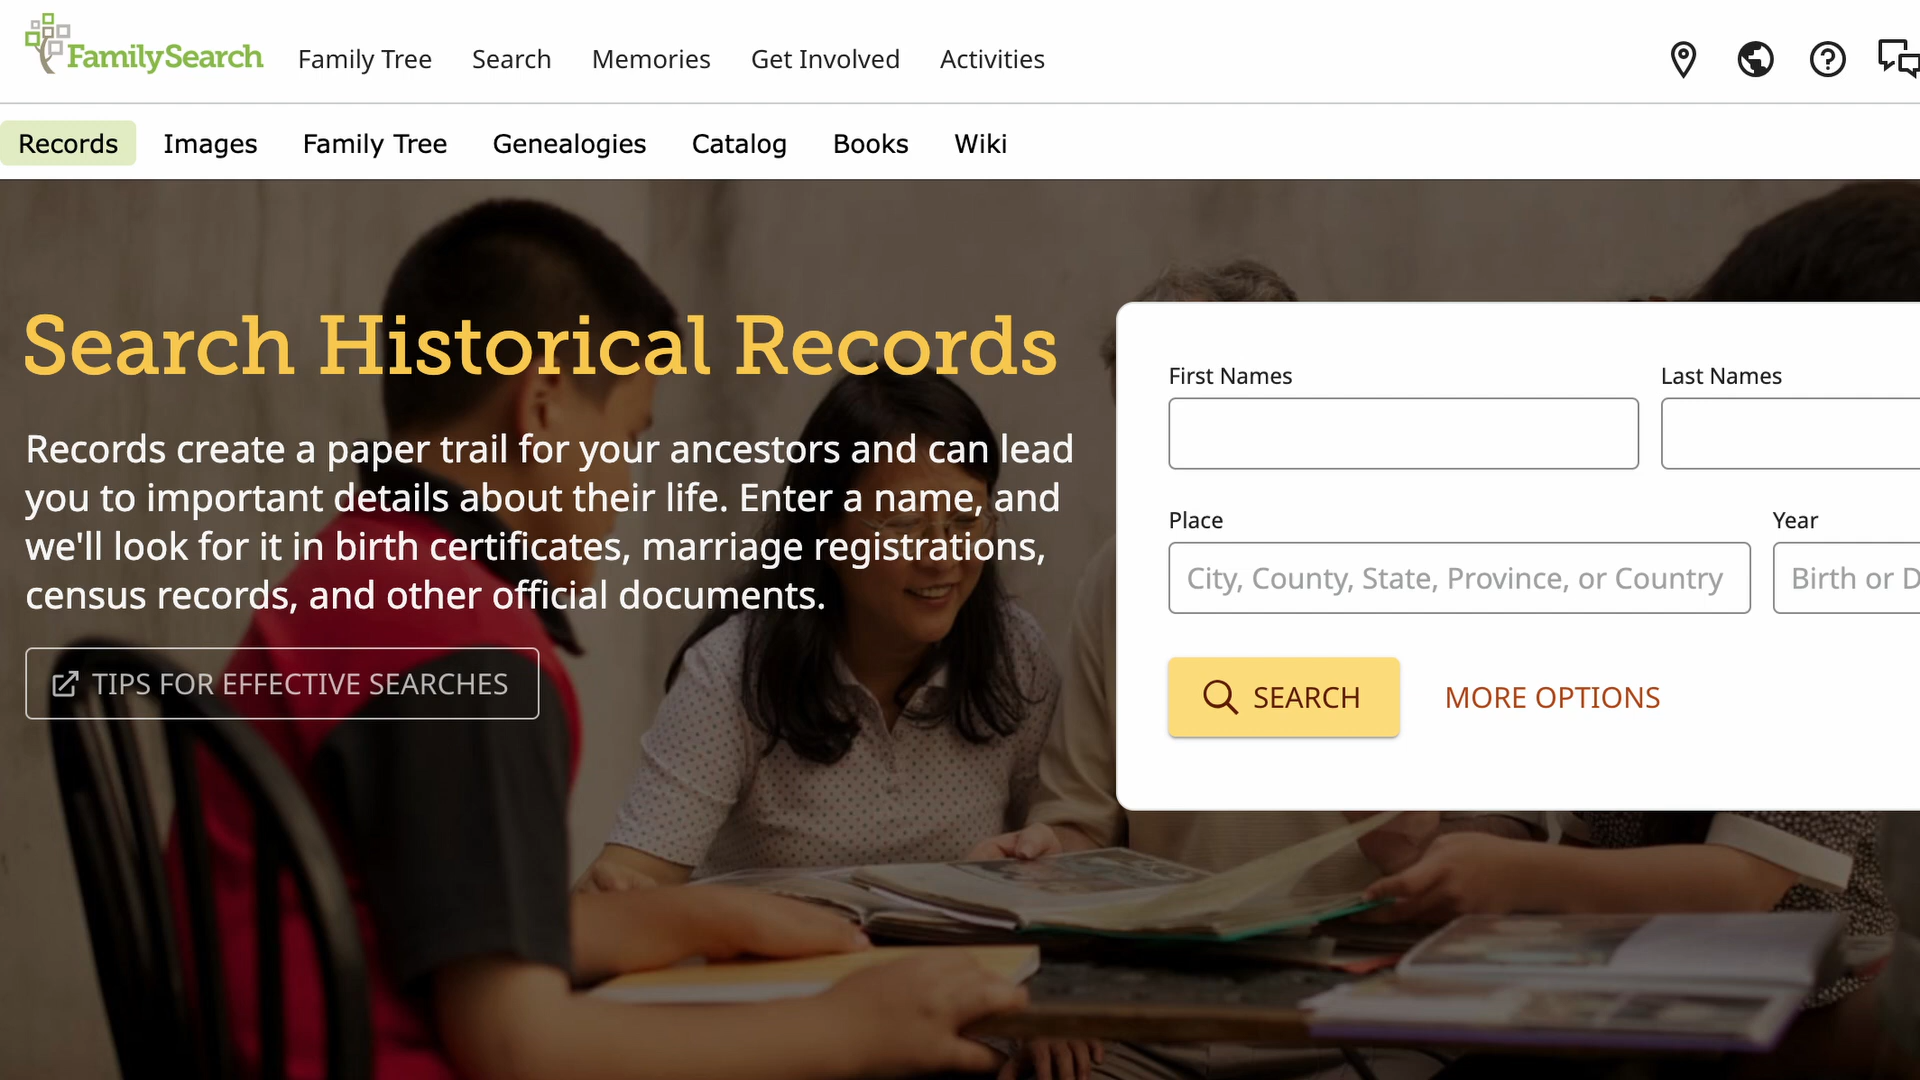 FamilySearch
Family Tree
Search
Memories
Get Involved
Activities
Records
Images
Family Tree
Genealogies
Catalog
Books
Wiki
Search Historical Records
Records create a paper trail for your ancestors and can lead
you to important details about their life. Enter a name, and
we'll look for it in birth certificates, marriage registrations,
census records, and other official documents.
TIPS FOR EFFECTIVE SEARCHES
First Names
Last Names
Place
Year
City, County, State, Province, or Country
Birth or D
SEARCH
MORE OPTIONS